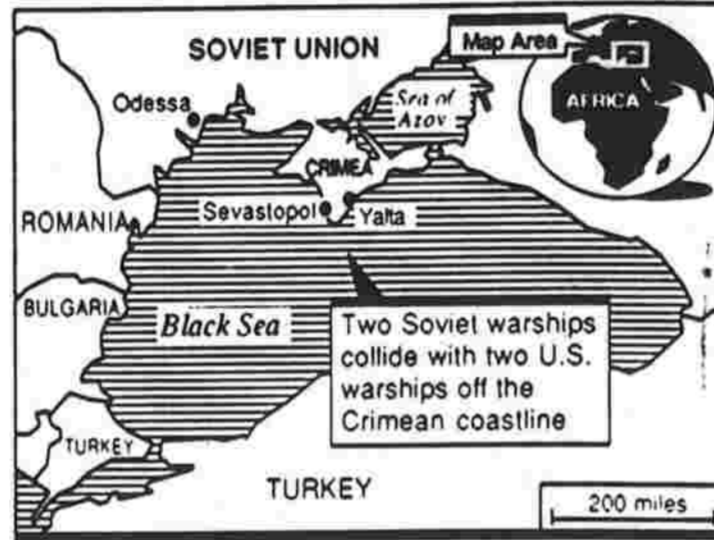 SOVIET UNION
Map Area
Odessa
Sea of
Azov
AFRICA
CRIMEA
ROMANIA
Sevastopol
Yalta
BULGARIA
Black Sea
Two Soviet warships
collide with two U.S.
warships off the
Crimean coastline
TURKEY
TURKEY
200 miles